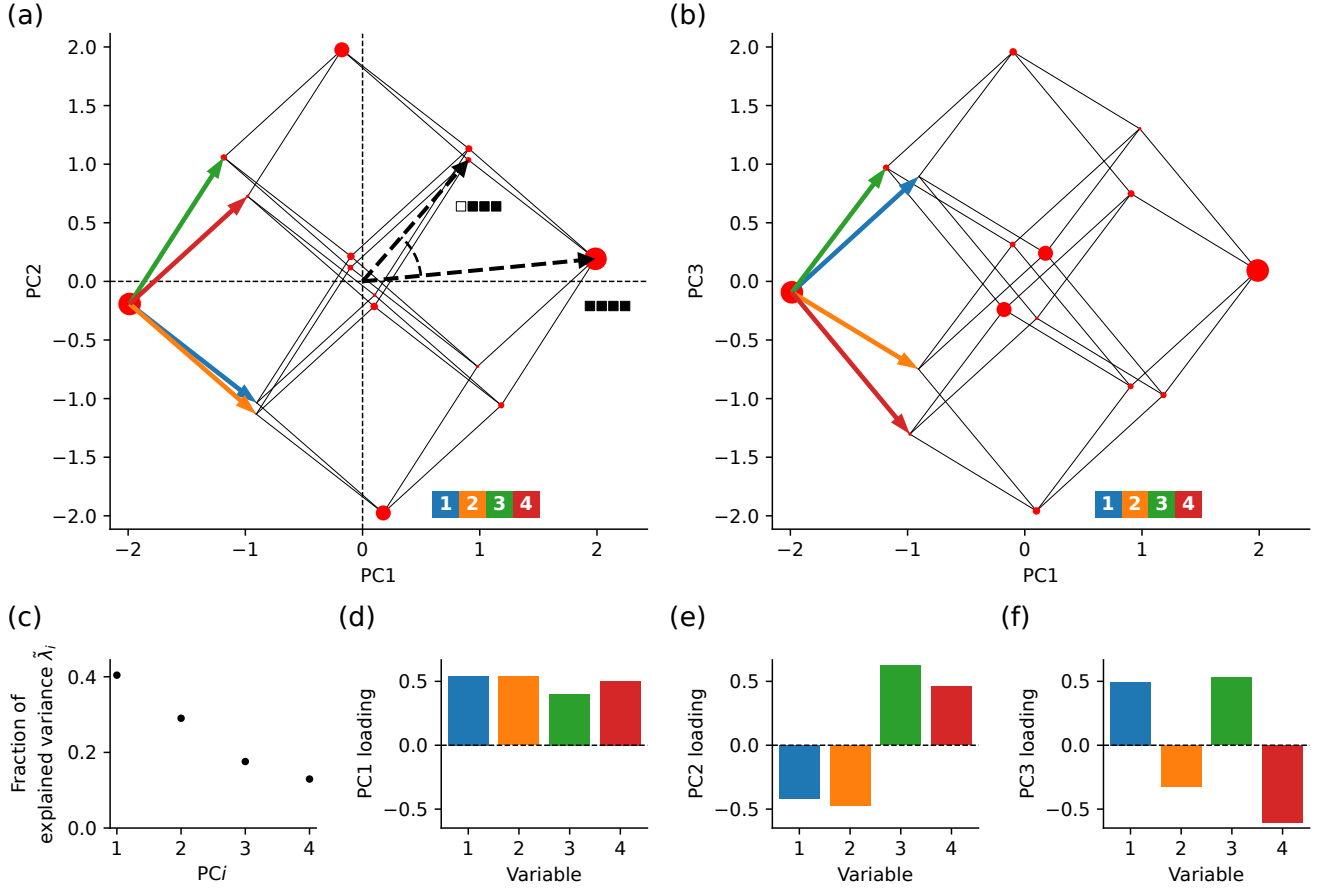 (a)
2.0
1.5
1.0
0.5
0.0
−0.5
−1.0
−1.5
−2.0
PC2
−2
−1
0
1
2
PC1
1 2 3 4
(b)
2.0
1.5
1.0
0.5
0.0
−0.5
−1.0
−1.5
−2.0
PC3
−2
−1
0
1
2
PC1
1 2 3 4
(c)
Fraction of
explained variance λ̃i
0.4
0.2
0.0
1 2 3 4
PCi
(d)
PC1 loading
0.5
0.0
−0.5
1 2 3 4
Variable
(e)
PC2 loading
0.5
0.0
−0.5
1 2 3 4
Variable
(f)
PC3 loading
0.5
0.0
−0.5
1 2 3 4
Variable